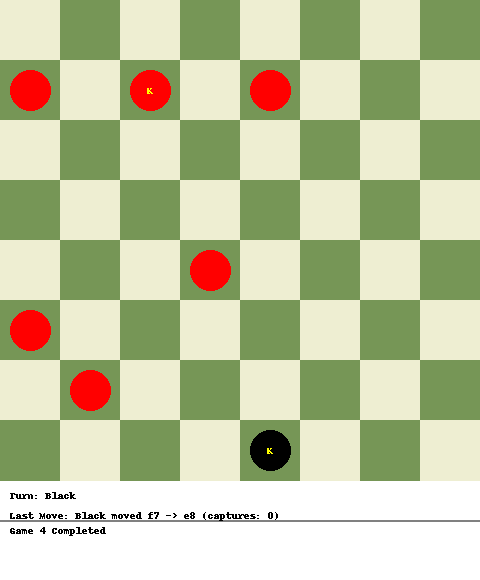 K
K
Turn: Black
Last Move: Black moved f7 -> e8 (captures: 0)
Game 4 Completed